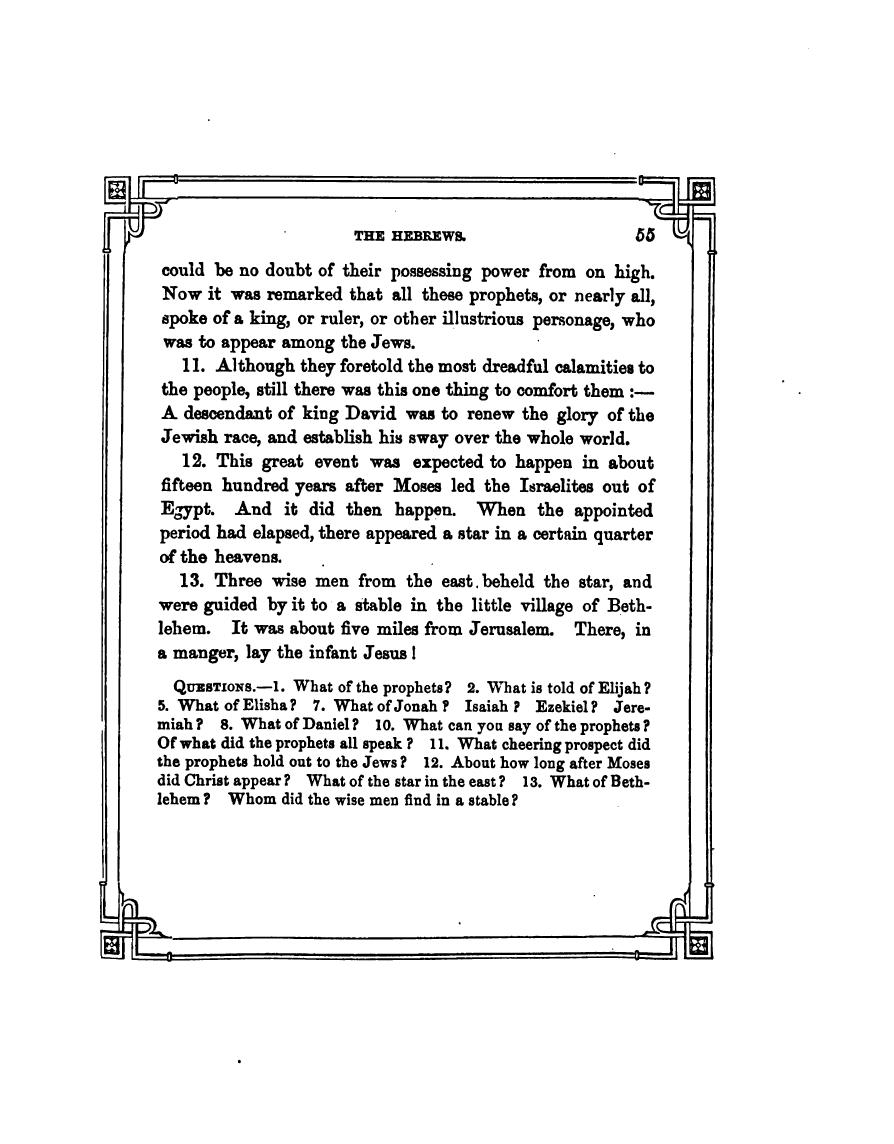 THE HEBREWS. 55
could be no doubt of their possessing power from on high.
Now it was remarked that all these prophets, or nearly all,
spoke of a king, or ruler, or other illustrious personage, who
was to appear among the Jews.
11. Although they foretold the most dreadful calamities to
the people, still there was this one thing to comfort them :—
A descendant of king David was to renew the glory of the
Jewish race, and establish his sway over the whole world.
12. This great event was expected to happen in about
fifteen hundred years after Moses led the Israelites out of
Egypt. And it did then happen. When the appointed
period had elapsed, there appeared a star in a certain quarter
of the heavens.
13. Three wise men from the east beheld the star, and
were guided by it to a stable in the little village of Beth-
lehem. It was about five miles from Jerusalem. There, in
a manger, lay the infant Jesus!
QUESTIONS.—1. What of the prophets? 2. What is told of Elijah?
5. What of Elisha? 7. What of Jonah? Isaiah? Ezekiel? Jere-
miah? 8. What of Daniel? 10. What can you say of the prophets?
Of what did the prophets all speak? 11. What cheering prospect did
the prophets hold out to the Jews? 12. About how long after Moses
did Christ appear? What of the star in the east? 13. What of Beth-
lehem? Whom did the wise men find in a stable?